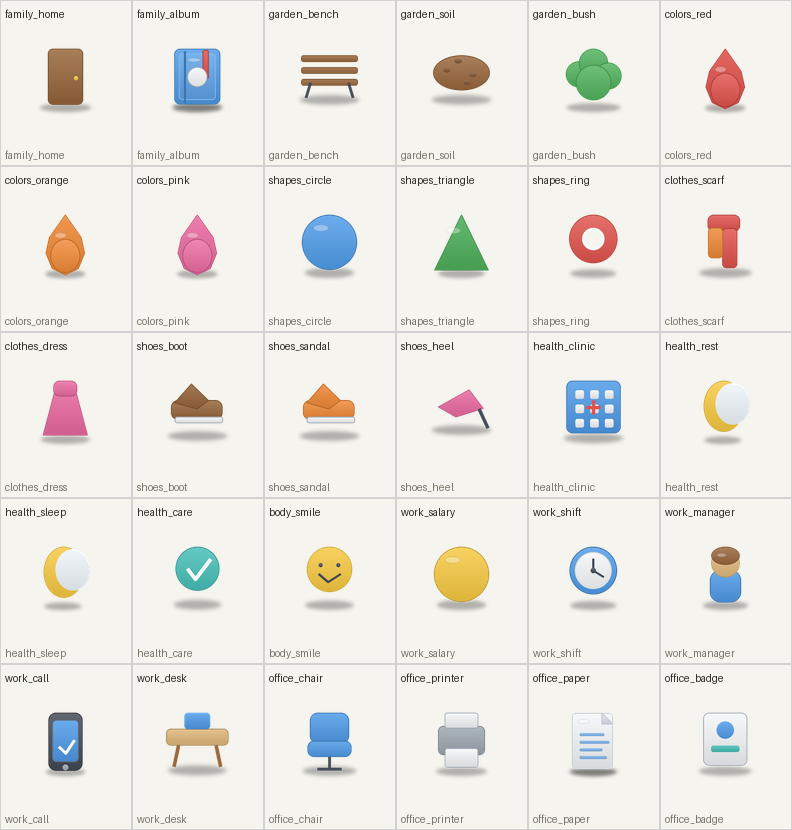 family_home family_album garden_bench garden_soil garden_bush colors_red
family_home family_album garden_bench garden_soil garden_bush colors_red
colors_orange colors_pink shapes_circle shapes_triangle shapes_ring clothes_scarf
colors_orange colors_pink shapes_circle shapes_triangle shapes_ring clothes_scarf
clothes_dress shoes_boot shoes_sandal shoes_heel health_clinic health_rest
clothes_dress shoes_boot shoes_sandal shoes_heel health_clinic health_rest
health_sleep health_care body_smile work_salary work_shift work_manager
health_sleep health_care body_smile work_salary work_shift work_manager
work_call work_desk office_chair office_printer office_paper office_badge
work_call work_desk office_chair office_printer office_paper office_badge